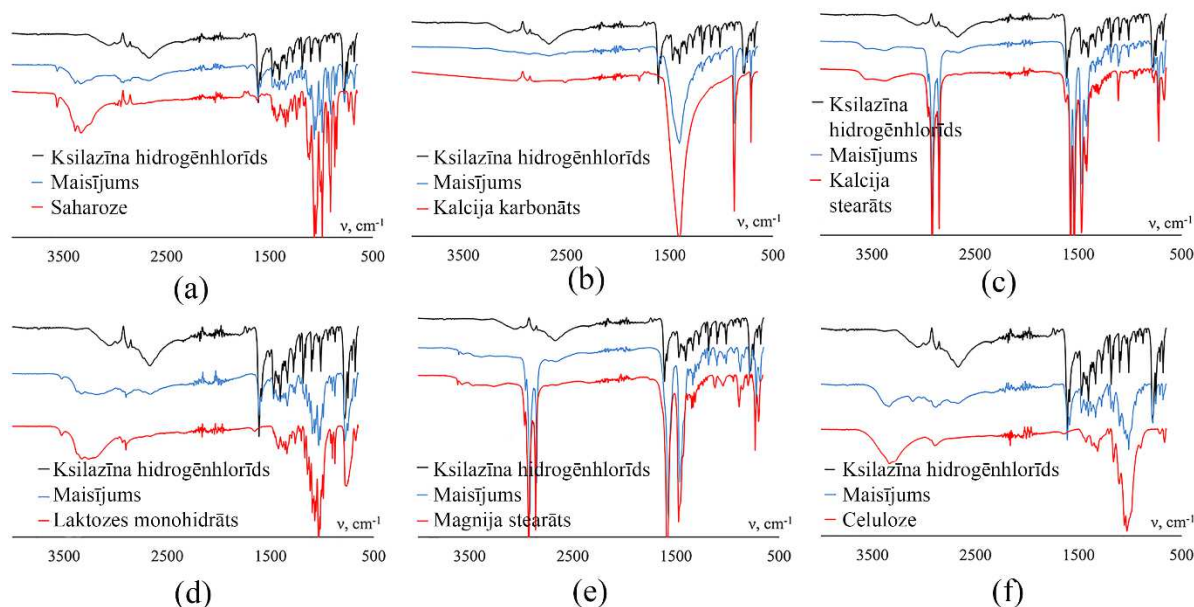 Ksilazīna hidrogēnhlorīds
Maisījums
Saharoze
ν, cm-1
3500 2500 1500 500
(a)
Ksilazīna hidrogēnhlorīds
Maisījums
Kalcija karbonāts
ν, cm-1
3500 2500 1500 500
(b)
Ksilazīna
hidrogēnhlorīds
Maisījums
Kalcija
stearāts
ν, cm-1
3500 2500 1500 500
(c)
Ksilazīna hidrogēnhlorīds
Maisījums
Laktozes monohidrāts
ν, cm-1
3500 2500 1500 500
(d)
Ksilazīna hidrogēnhlorīds
Maisījums
Magnija stearāts
ν, cm-1
3500 2500 1500 500
(e)
Ksilazīna hidrogēnhlorīds
Maisījums
Celuloze
ν, cm-1
3500 2500 1500 500
(f)